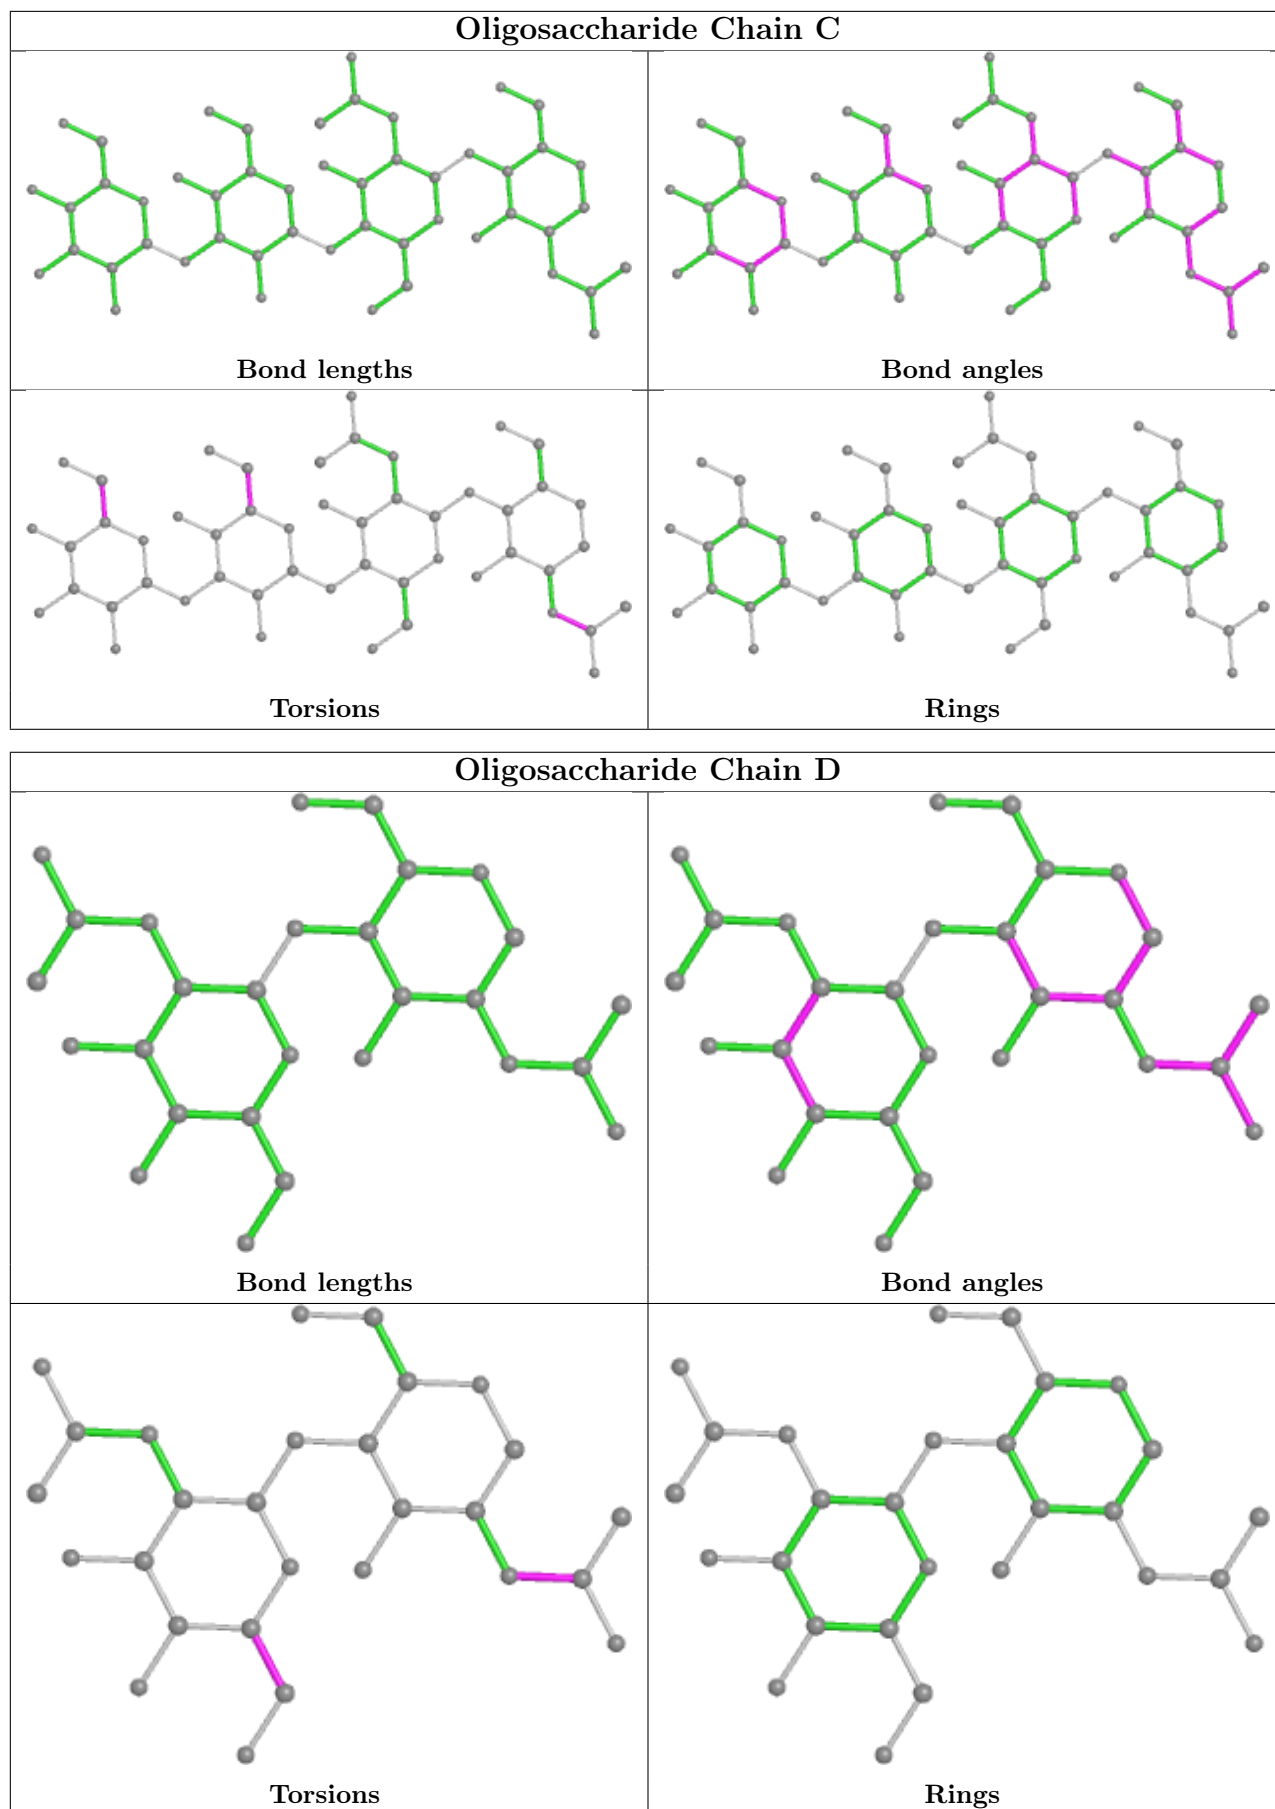 Oligosaccharide Chain C
Bond lengths
Bond angles
Torsions
Rings
Oligosaccharide Chain D
Bond lengths
Bond angles
Torsions
Rings